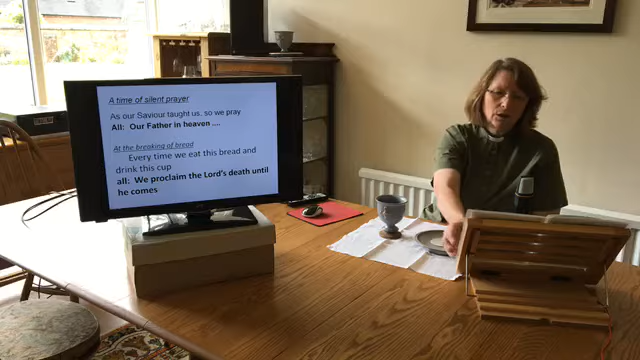 A time of silent prayer
As our Saviour taught us, so we pray
All: Our Father in heaven ....
At the breaking of bread
Every time we eat this bread and
drink this cup
all: We proclaim the Lord's death until
he comes